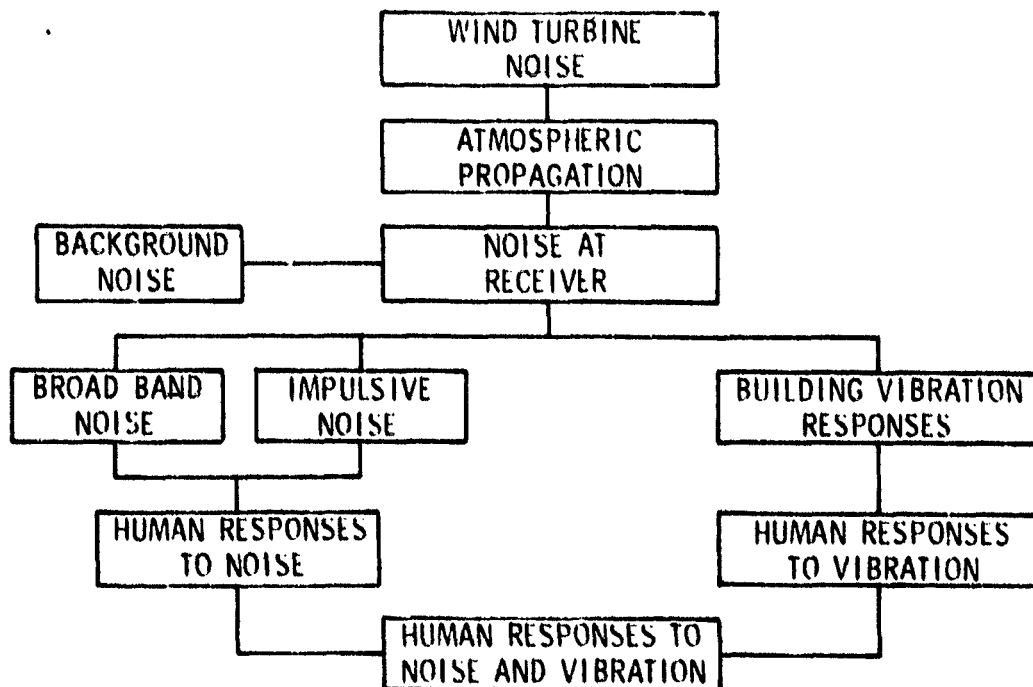 WIND TURBINE
NOISE
ATMOSPHERIC
PROPAGATION
BACKGROUND
NOISE
NOISE AT
RECEIVER
BROAD BAND
NOISE
IMPULSIVE
NOISE
BUILDING VIBRATION
RESPONSES
HUMAN RESPONSES
TO NOISE
HUMAN RESPONSES
TO VIBRATION
HUMAN RESPONSES TO
NOISE AND VIBRATION